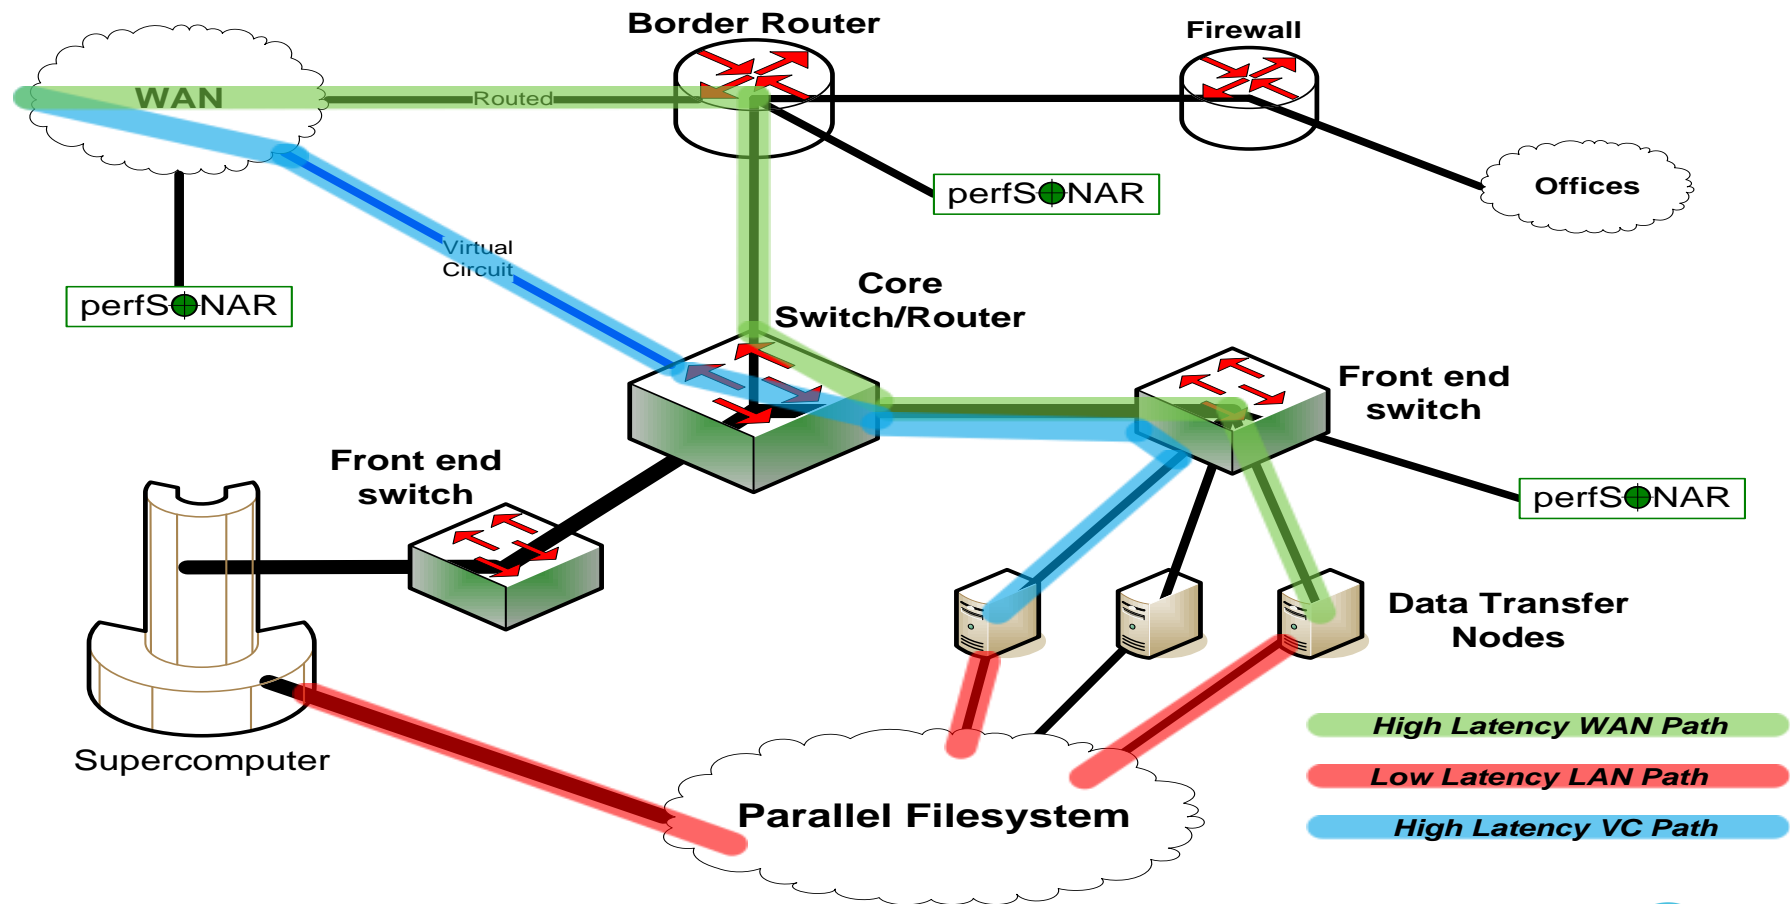 Border Router
Firewall
WAN
Routed
perfSONAR
Offices
Virtual
Circuit
perfSONAR
Core
Switch/Router
Front end
switch
Front end
switch
perfSONAR
Data Transfer
Nodes
Supercomputer
Parallel Filesystem
High Latency WAN Path
Low Latency LAN Path
High Latency VC Path